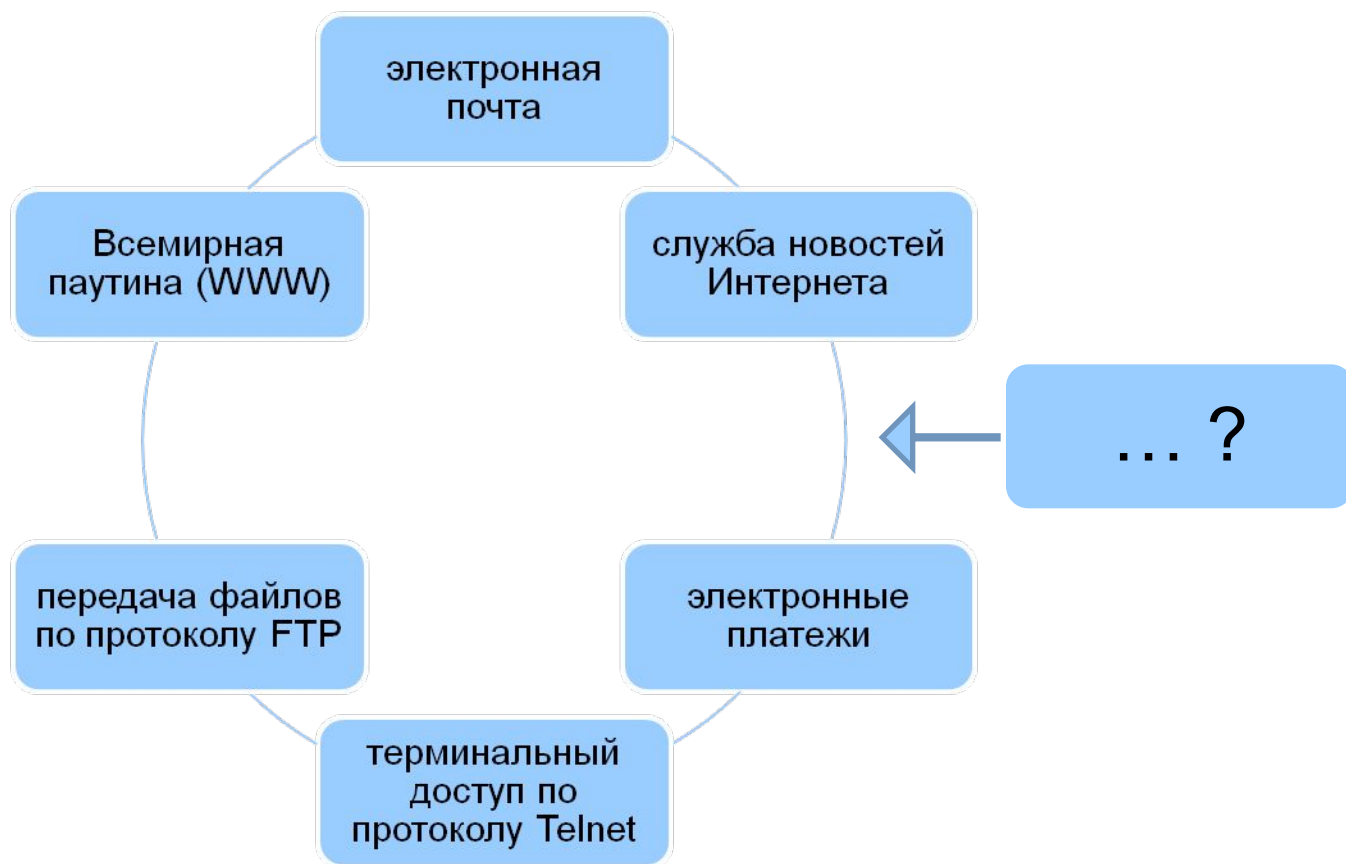 электронная
почта
Всемирная
паутина (WWW)
служба новостей
Интернета
... ?
передача файлов
по протоколу FTP
электронные
платежи
терминальный
доступ по
протоколу Telnet